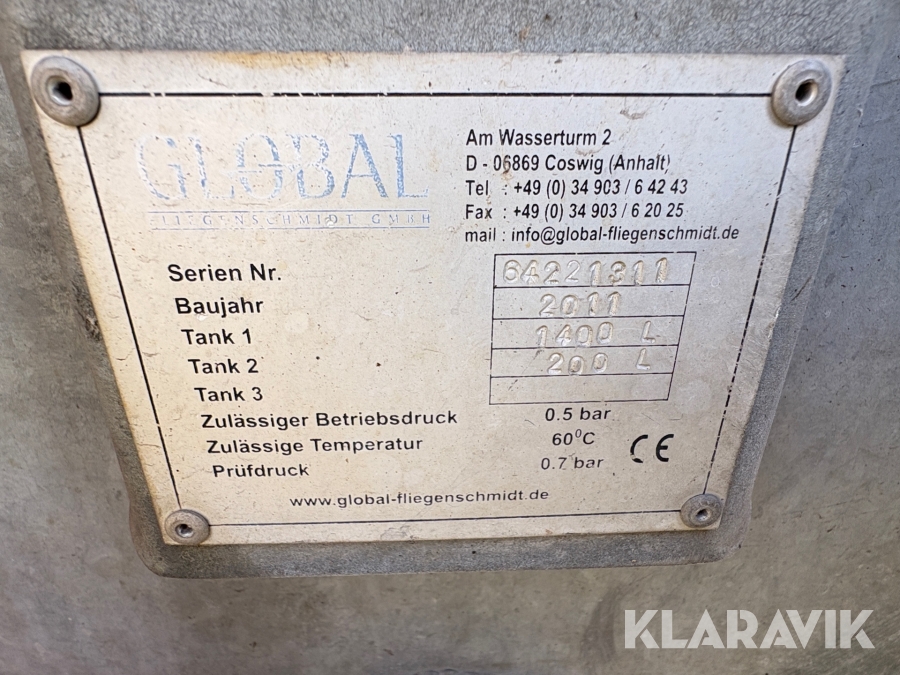 GLOBAL
FLIEGENSCHMIDT GMBH
Am Wasserturm 2
D - 06869 Coswig (Anhalt)
Tel : +49 (0) 34 903 / 6 42 43
Fax : +49 (0) 34 903 / 6 20 25
mail : info@global-fliegenschmidt.de
Serien Nr. 64221311
Baujahr 2011
Tank 1 1400 L
Tank 2 200 L
Tank 3
Zulässiger Betriebsdruck 0.5 bar
Zulässige Temperatur 60°C
Prüfdruck 0.7 bar
CE
www.global-fliegenschmidt.de
KLARAVIK